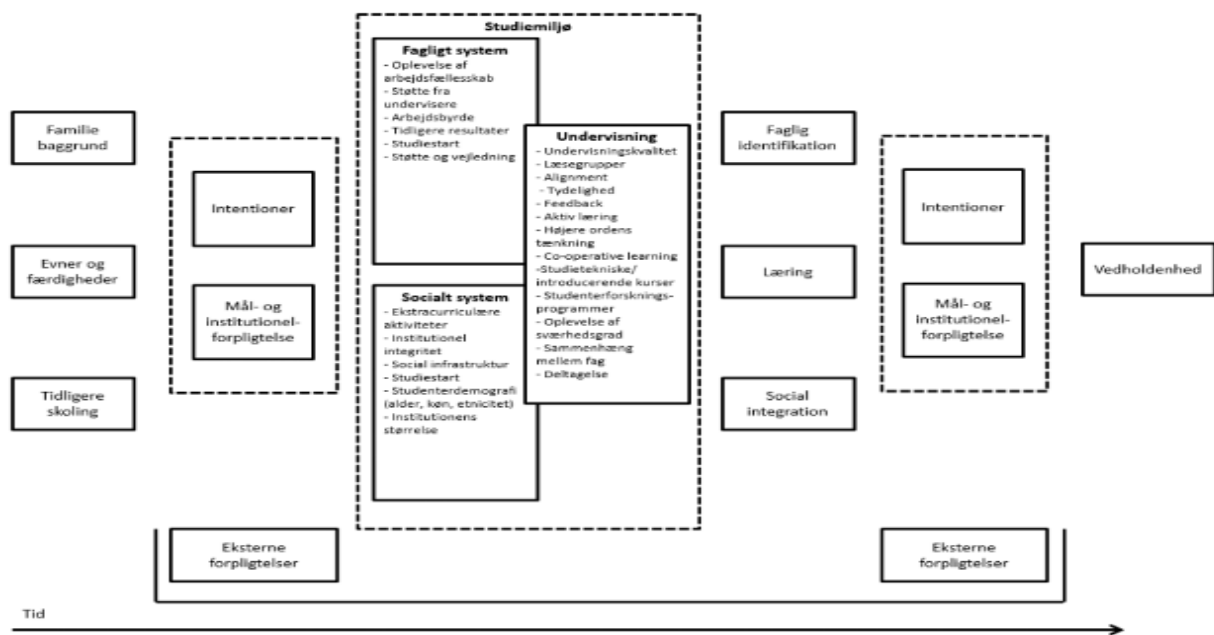 Familie
baggrund
Evner og
færdigheder
Tidligere
skoling
Intentioner
Mål- og
institutionel-
forpligtelse
Eksterne
forpligtelser
Studiemiljø
Fagligt system
- Oplevelse af
arbejdsfællesskab
- Støtte fra
undervisere
- Arbejdsbyrde
- Tidligere resultater
- Studiestart
- Støtte og vejledning
Socialt system
- Ekstracurriculære
aktiviteter
- Institutionel
integritet
- Social infrastruktur
- Studiestart
- Studenterdemografi
(alder, køn, etnicitet)
- Institutionens
størrelse
Undervisning
- Undervisningskvalitet
- Læsegrupper
- Alignment
- Tydelighed
- Feedback
- Aktiv læring
- Højere ordens
tænkning
- Co-operative learning
-Studietekniske/
introducerende kurser
- Studenterforsknings-
programmer
- Oplevelse af
sværhedsgrad
- Sammenhæng
mellem fag
- Deltagelse
Faglig
identifikation
Læring
Social
integration
Intentioner
Mål- og
institutionel-
forpligtelse
Eksterne
forpligtelser
Vedholdenhed
Tid